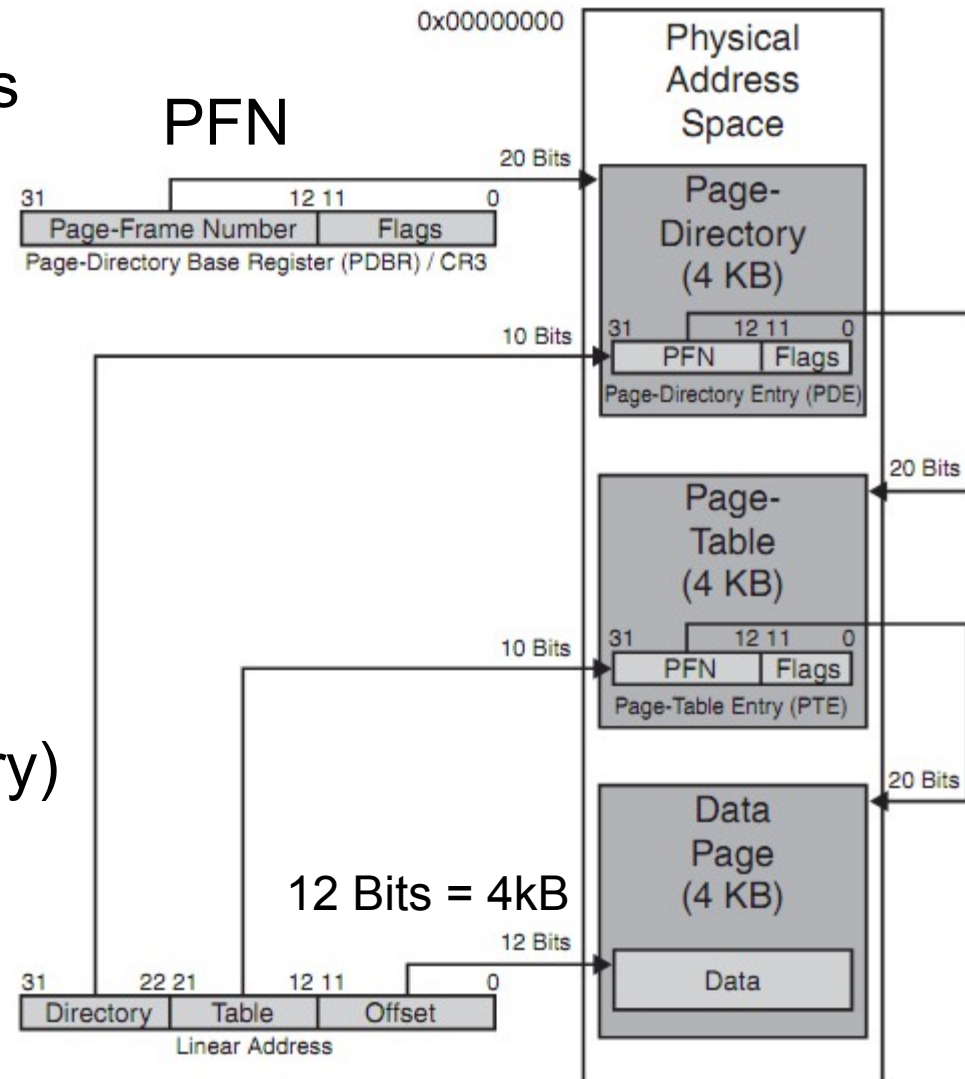 0x00000000
Physical
Address
Space
s
PFN
20 Bits
31 12 11 0
Page-Frame Number Flags
Page-Directory Base Register (PDBR) / CR3
Page-
Directory
(4 KB)
10 Bits
31 12 11 0
PFN Flags
Page-Directory Entry (PDE)
20 Bits
Page-
Table
(4 KB)
10 Bits
31 12 11 0
PFN Flags
Page-Table Entry (PTE)
ry)
20 Bits
Data
Page
(4 KB)
12 Bits = 4kB
12 Bits
Data
31 22 21 12 11 0
Directory Table Offset
Linear Address